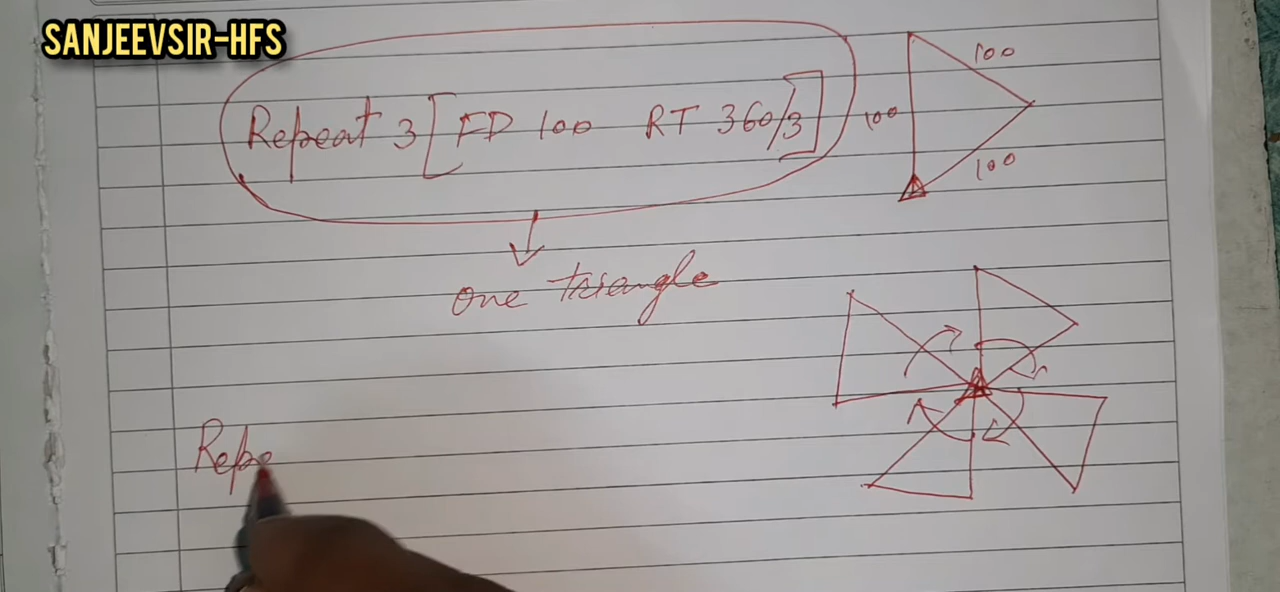 SANJEEVSIR-HFS
Repeat 3 [FD 100 RT 360/3]
100
100
100
one triangle
Repe